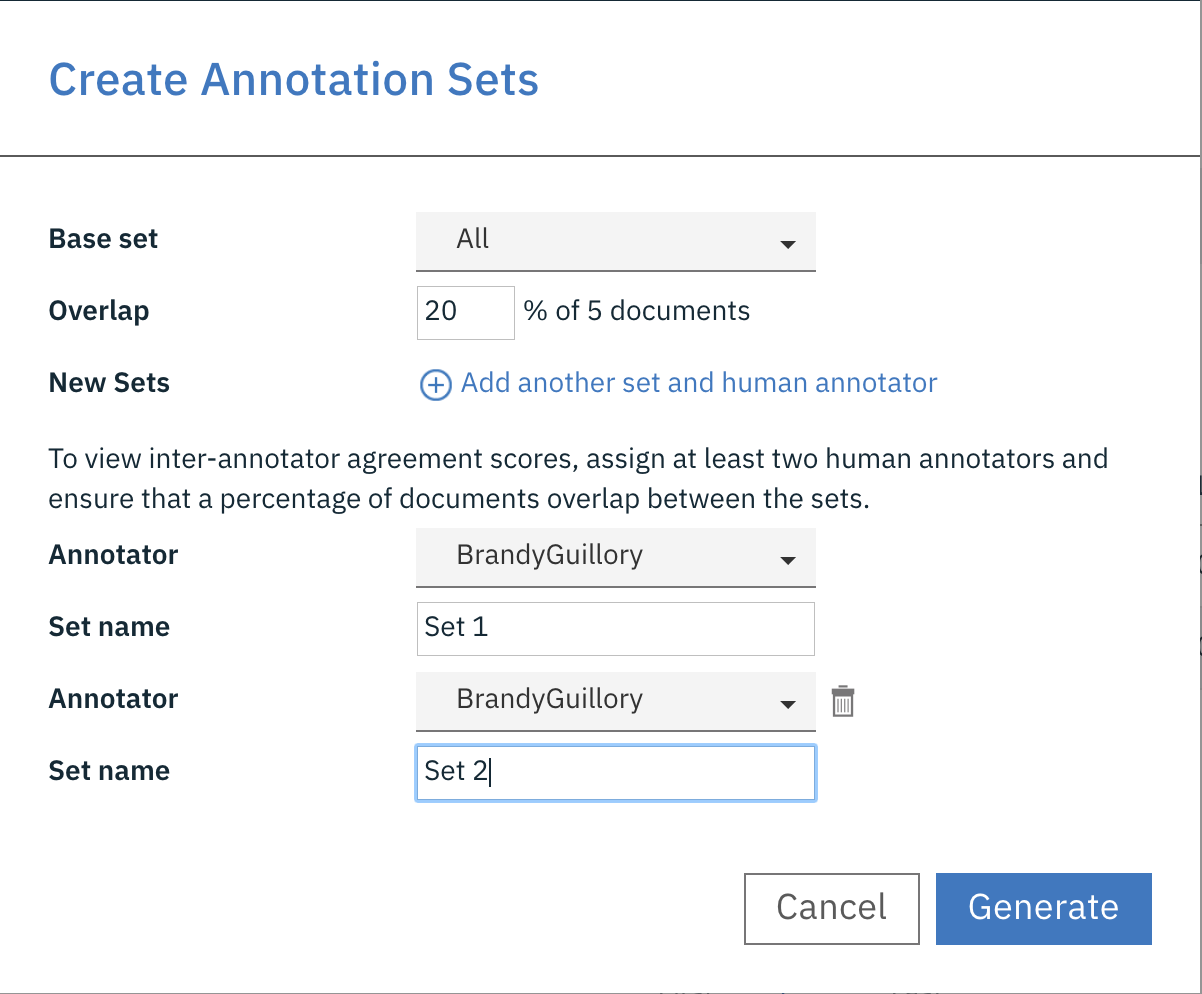 Create Annotation Sets
Base set All
Overlap 20 % of 5 documents
New Sets Add another set and human annotator
To view inter-annotator agreement scores, assign at least two human annotators and
ensure that a percentage of documents overlap between the sets.
Annotator BrandyGuillory
Set name Set 1
Annotator BrandyGuillory
Set name Set 2
Cancel Generate